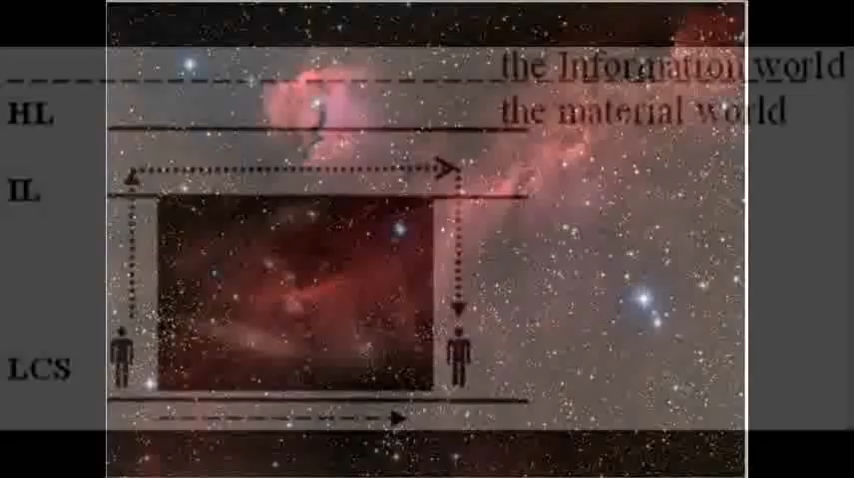 the Information world
HL the material world
IL
LCS